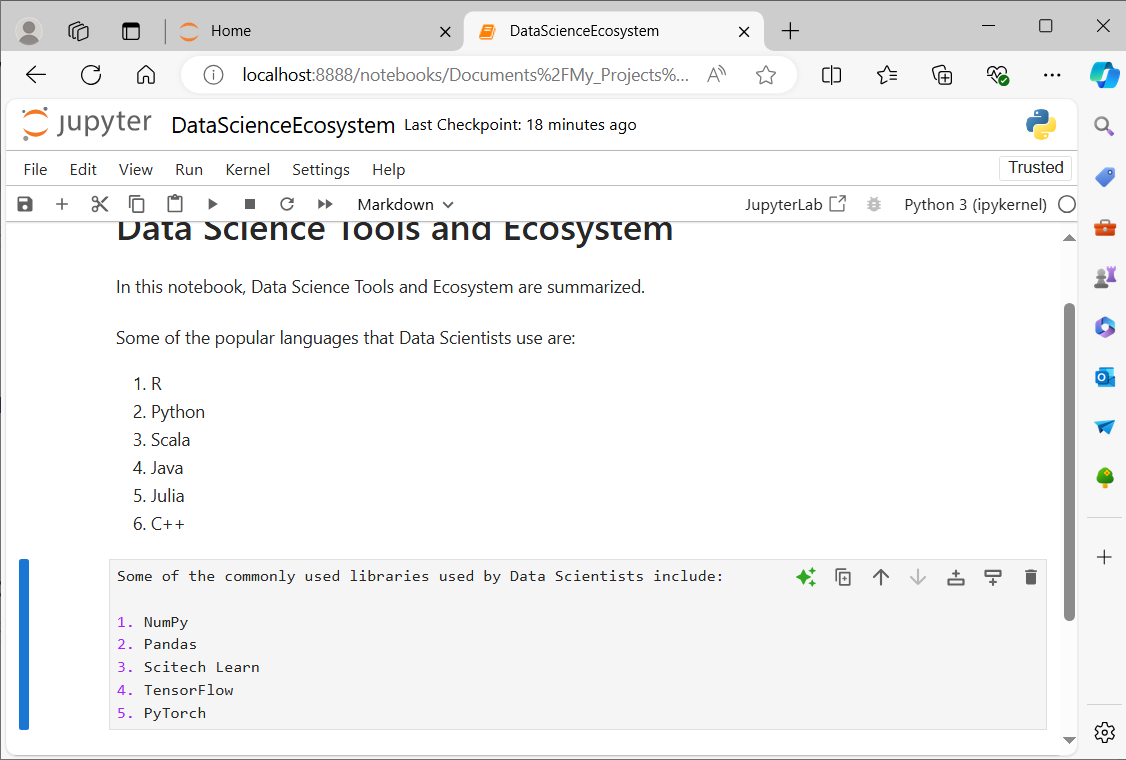 Home
DataScienceEcosystem
localhost:8888/notebooks/Documents%2FMy_Projects%...
jupyter
DataScienceEcosystem Last Checkpoint: 18 minutes ago
File Edit View Run Kernel Settings Help
Trusted
Markdown
JupyterLab
Python 3 (ipykernel)
Data Science Tools and Ecosystem
In this notebook, Data Science Tools and Ecosystem are summarized.
Some of the popular languages that Data Scientists use are:
1. R
2. Python
3. Scala
4. Java
5. Julia
6. C++
Some of the commonly used libraries used by Data Scientists include:
1. NumPy
2. Pandas
3. Scitech Learn
4. TensorFlow
5. PyTorch